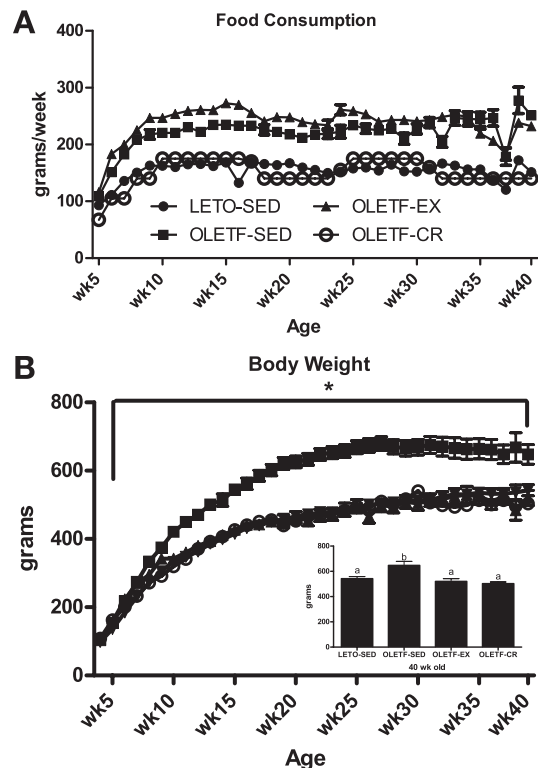 A
Food Consumption
400
300
200
100
0
grams/week
LETO-SED
OLETF-EX
OLETF-SED
OLETF-CR
wk5
wk10
wk15
wk20
wk25
wk30
wk35
wk40
Age
B
Body Weight
*
800
600
400
200
0
grams
800
600
400
200
0
grams
a
b
a
a
LETO-SED
OLETF-SED
OLETF-EX
OLETF-CR
40 wk old
wk5
wk10
wk15
wk20
wk25
wk30
wk35
wk40
Age